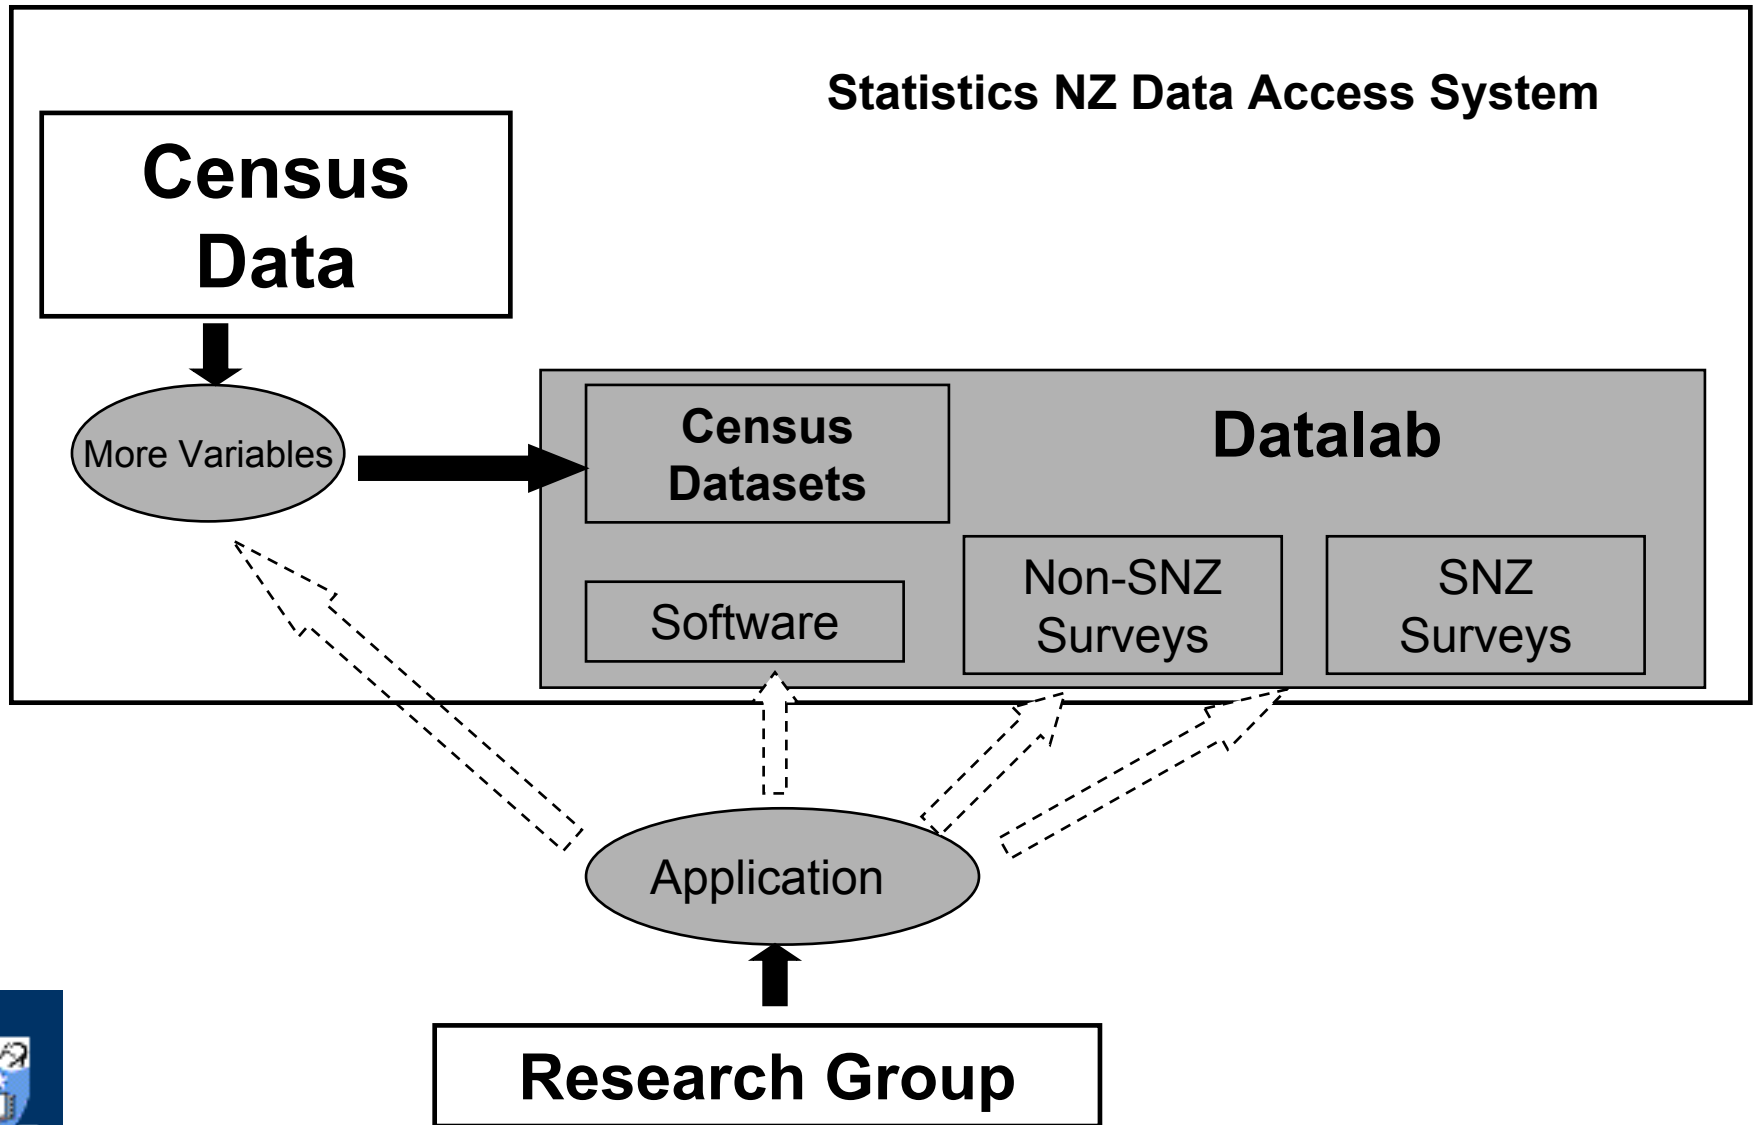 Statistics NZ Data Access System
Census
Data
More Variables
Census
Datasets
Datalab
Software
Non-SNZ
Surveys
SNZ
Surveys
Application
Research Group